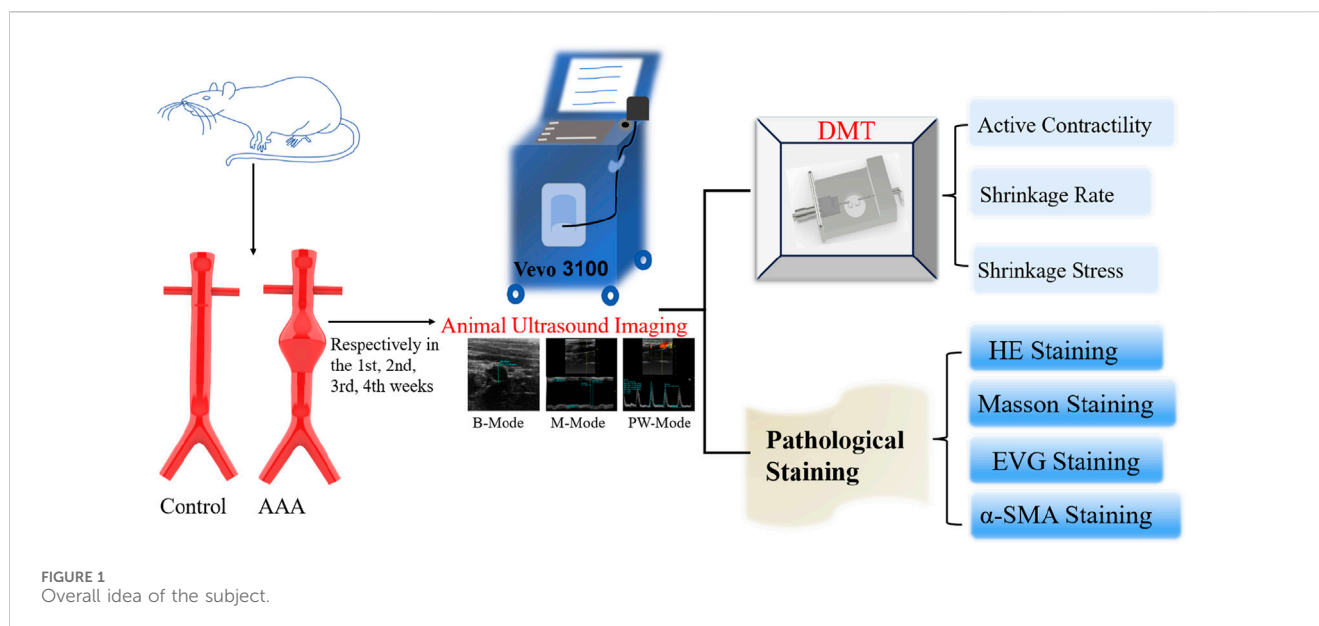 Control
AAA
Respectively in
the 1st, 2nd,
3rd, 4th weeks
Vevo 3100
Animal Ultrasound Imaging
B-Mode
M-Mode
PW-Mode
DMT
Active Contractility
Shrinkage Rate
Shrinkage Stress
Pathological
Staining
HE Staining
Masson Staining
EVG Staining
α-SMA Staining
FIGURE 1
Overall idea of the subject.